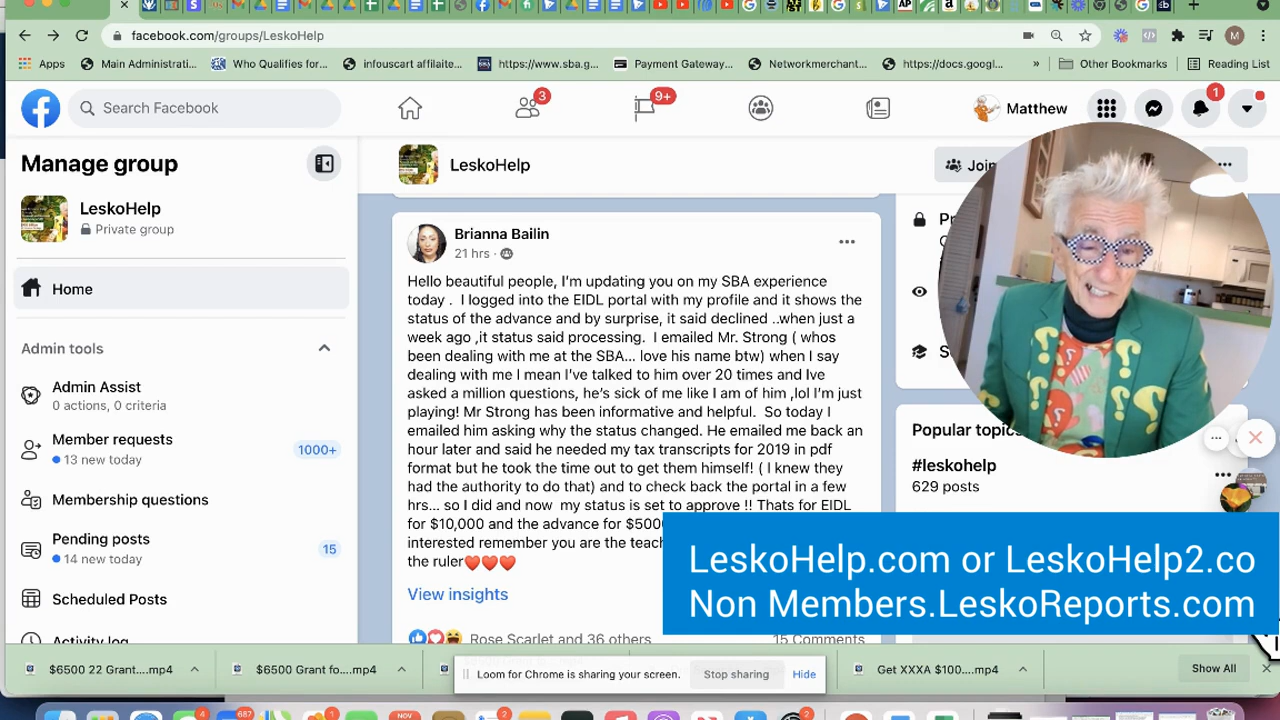 facebook.com/groups/LeskoHelp
Apps
Main Administrati...
Who Qualifies for...
infouscart affilaite...
https://www.sba.g...
Payment Gateway...
Networkmerchant...
https://docs.googl...
»
Other Bookmarks
Reading List
Search Facebook
3
9+
Matthew
1
Manage group
LeskoHelp
Private group
Home
Admin tools
Admin Assist
0 actions, 0 criteria
Member requests
13 new today
1000+
Membership questions
Pending posts
14 new today
15
Scheduled Posts
Activity log
LeskoHelp
Brianna Bailin
21 hrs ·
Hello beautiful people, I'm updating you on my SBA experience
today . I logged into the EIDL portal with my profile and it shows the
status of the advance and by surprise, it said declined ..when just a
week ago ,it status said processing. I emailed Mr. Strong ( whos
been dealing with me at the SBA... love his name btw) when I say
dealing with me I mean I've talked to him over 20 times and Ive
asked a million questions, he's sick of me like I am of him ,lol I'm just
playing! Mr Strong has been informative and helpful. So today I
emailed him asking why the status changed. He emailed me back an
hour later and said he needed my tax transcripts for 2019 in pdf
format but he took the time out to get them himself! ( I knew they
had the authority to do that) and to check back the portal in a few
hrs... so I did and now my status is set to approve !! Thats for EIDL
for $10,000 and the advance for $500
interested remember you are the teac
the ruler❤️❤️❤️
View insights
Rose Scarlet and 36 others
15 Comments
Join
Popular topics
#leskohelp
629 posts
LeskoHelp.com or LeskoHelp2.co
Non Members.LeskoReports.com
$6500 22 Grant....mp4
$6500 Grant fo....mp4
Loom for Chrome is sharing your screen.
Stop sharing
Hide
Get XXXA $100....mp4
Show All
4
687
NOV
1
2
2